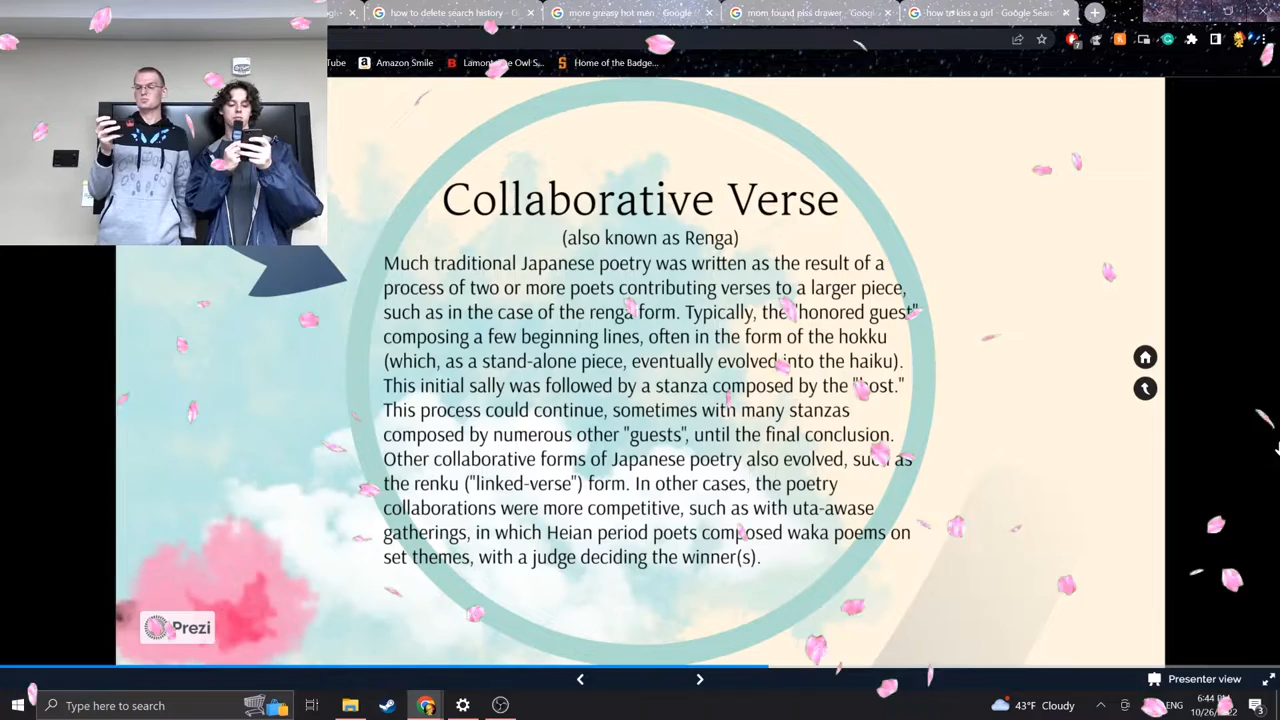 how to delete search history - G
more greasy hot men - Google
mom found piss drawer - Googl
how to kiss a girl - Google Sear
Tube
Amazon Smile
Lamont
Owl S...
Home of the Badge...
Collaborative Verse
(also known as Renga)
Much traditional Japanese poetry was written as the result of a
process of two or more poets contributing verses to a larger piece,
such as in the case of the renga form. Typically, the "honored guest"
composing a few beginning lines, often in the form of the hokku
(which, as a stand-alone piece, eventually evolved into the haiku).
This initial sally was followed by a stanza composed by the "host."
This process could continue, sometimes with many stanzas
composed by numerous other "guests", until the final conclusion.
Other collaborative forms of Japanese poetry also evolved, such as
the renku ("linked-verse") form. In other cases, the poetry
collaborations were more competitive, such as with uta-awase
gatherings, in which Heian period poets composed waka poems on
set themes, with a judge deciding the winner(s).
Prezi
Presenter view
Type here to search
43°F Cloudy
ENG
6:44 PM
10/26/2022